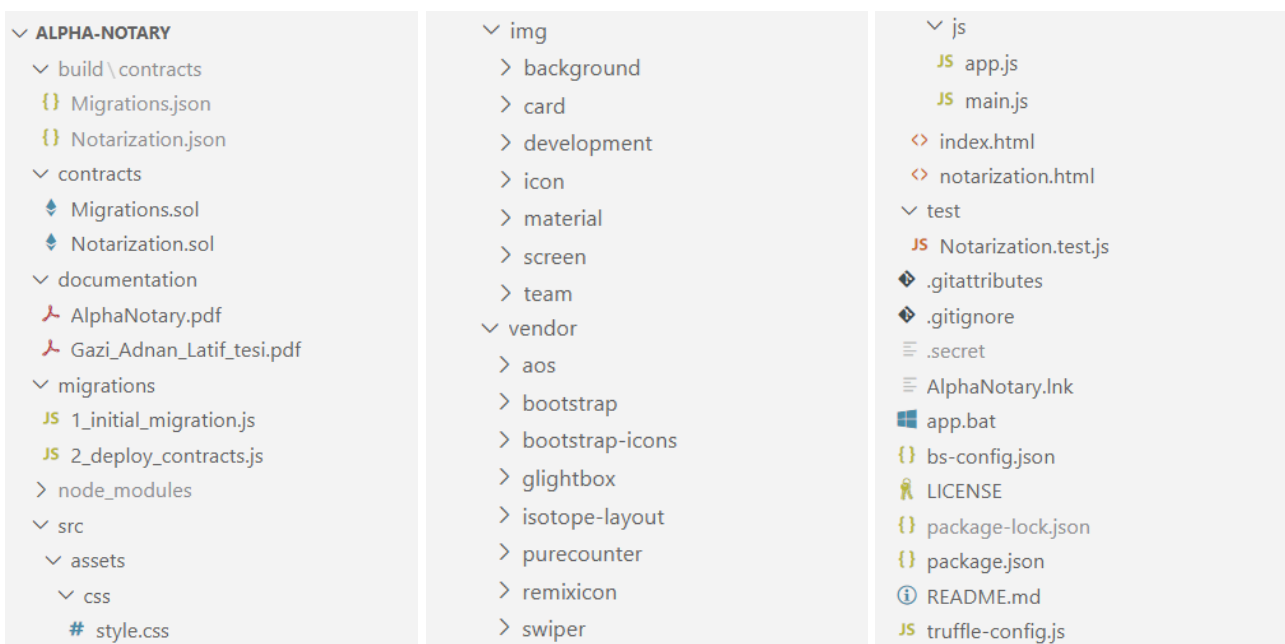 ALPHA-NOTARY
build\contracts
Migrations.json
Notarization.json
contracts
Migrations.sol
Notarization.sol
documentation
AlphaNotary.pdf
Gazi_Adnan_Latif_tesi.pdf
migrations
JS 1_initial_migration.js
JS 2_deploy_contracts.js
node_modules
src
assets
css
# style.css
img
background
card
development
icon
material
screen
team
vendor
aos
bootstrap
bootstrap-icons
glightbox
isotope-layout
purecounter
remixicon
swiper
js
JS app.js
JS main.js
index.html
notarization.html
test
JS Notarization.test.js
.gitattributes
.gitignore
.secret
AlphaNotary.lnk
app.bat
bs-config.json
LICENSE
package-lock.json
package.json
README.md
JS truffle-config.js